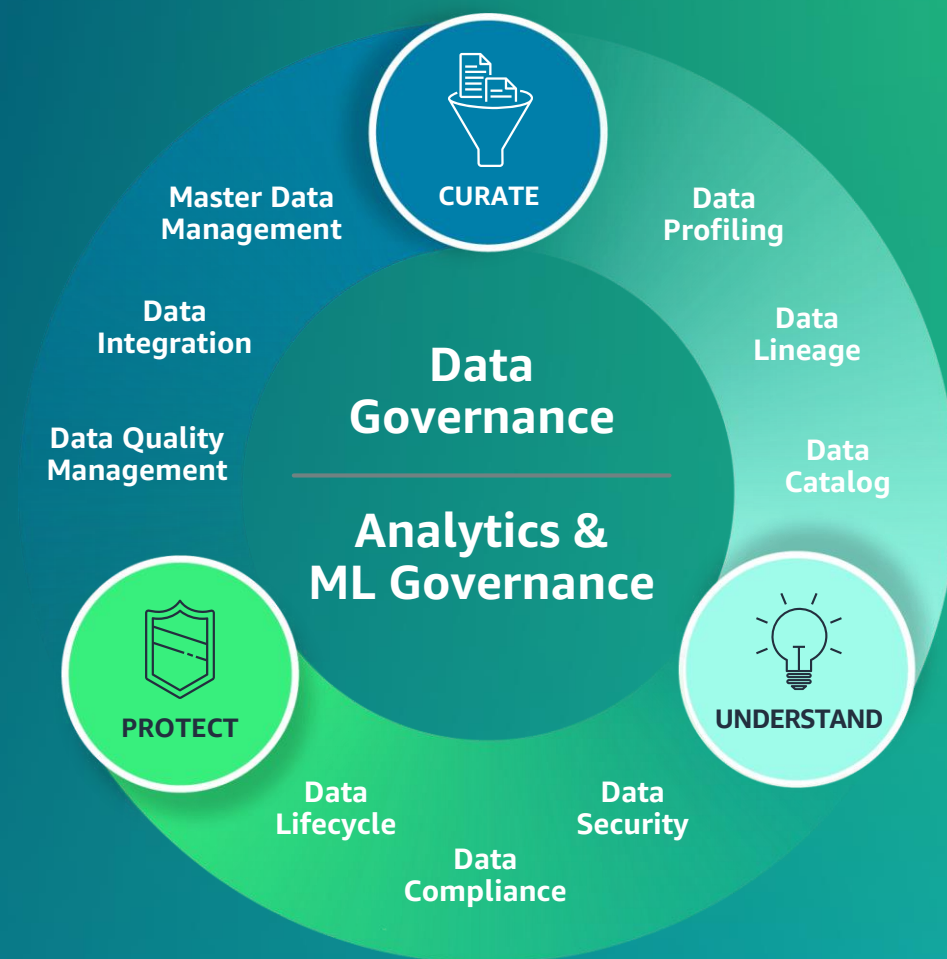 CURATE
Master Data
Management
Data
Integration
Data Quality
Management
Data
Profiling
Data
Lineage
Data
Catalog
Data
Governance
Analytics &
ML Governance
PROTECT
UNDERSTAND
Data
Lifecycle
Data
Compliance
Data
Security